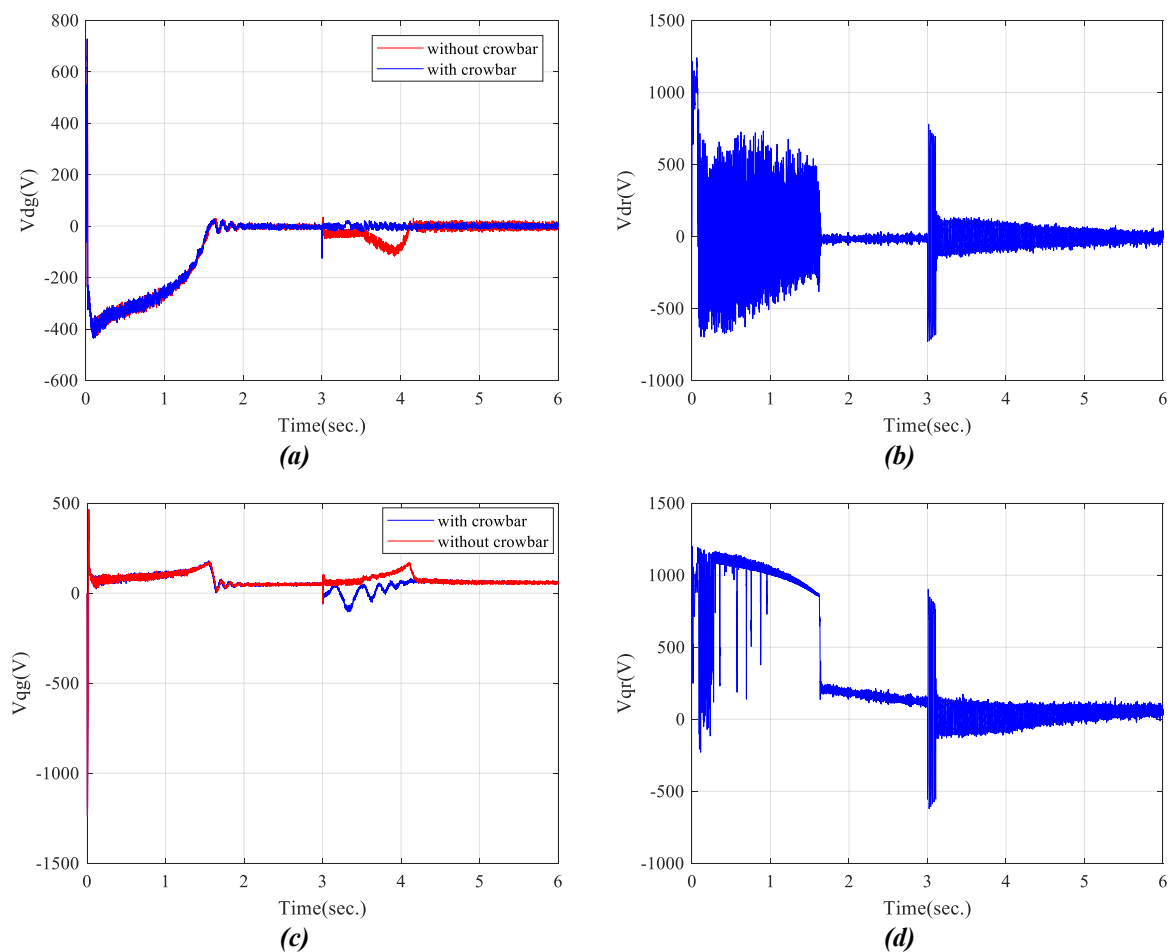 800
600
400
200
0
-200
-400
-600
Vdg(V)
without crowbar
with crowbar
0 1 2 3 4 5 6
Time(sec.)
(a)
1500
1000
500
0
-500
-1000
Vdr(V)
0 1 2 3 4 5 6
Time(sec.)
(b)
500
0
-500
-1000
-1500
Vqg(V)
with crowbar
without crowbar
0 1 2 3 4 5 6
Time(sec.)
(c)
1500
1000
500
0
-500
-1000
Vqr(V)
0 1 2 3 4 5 6
Time(sec.)
(d)